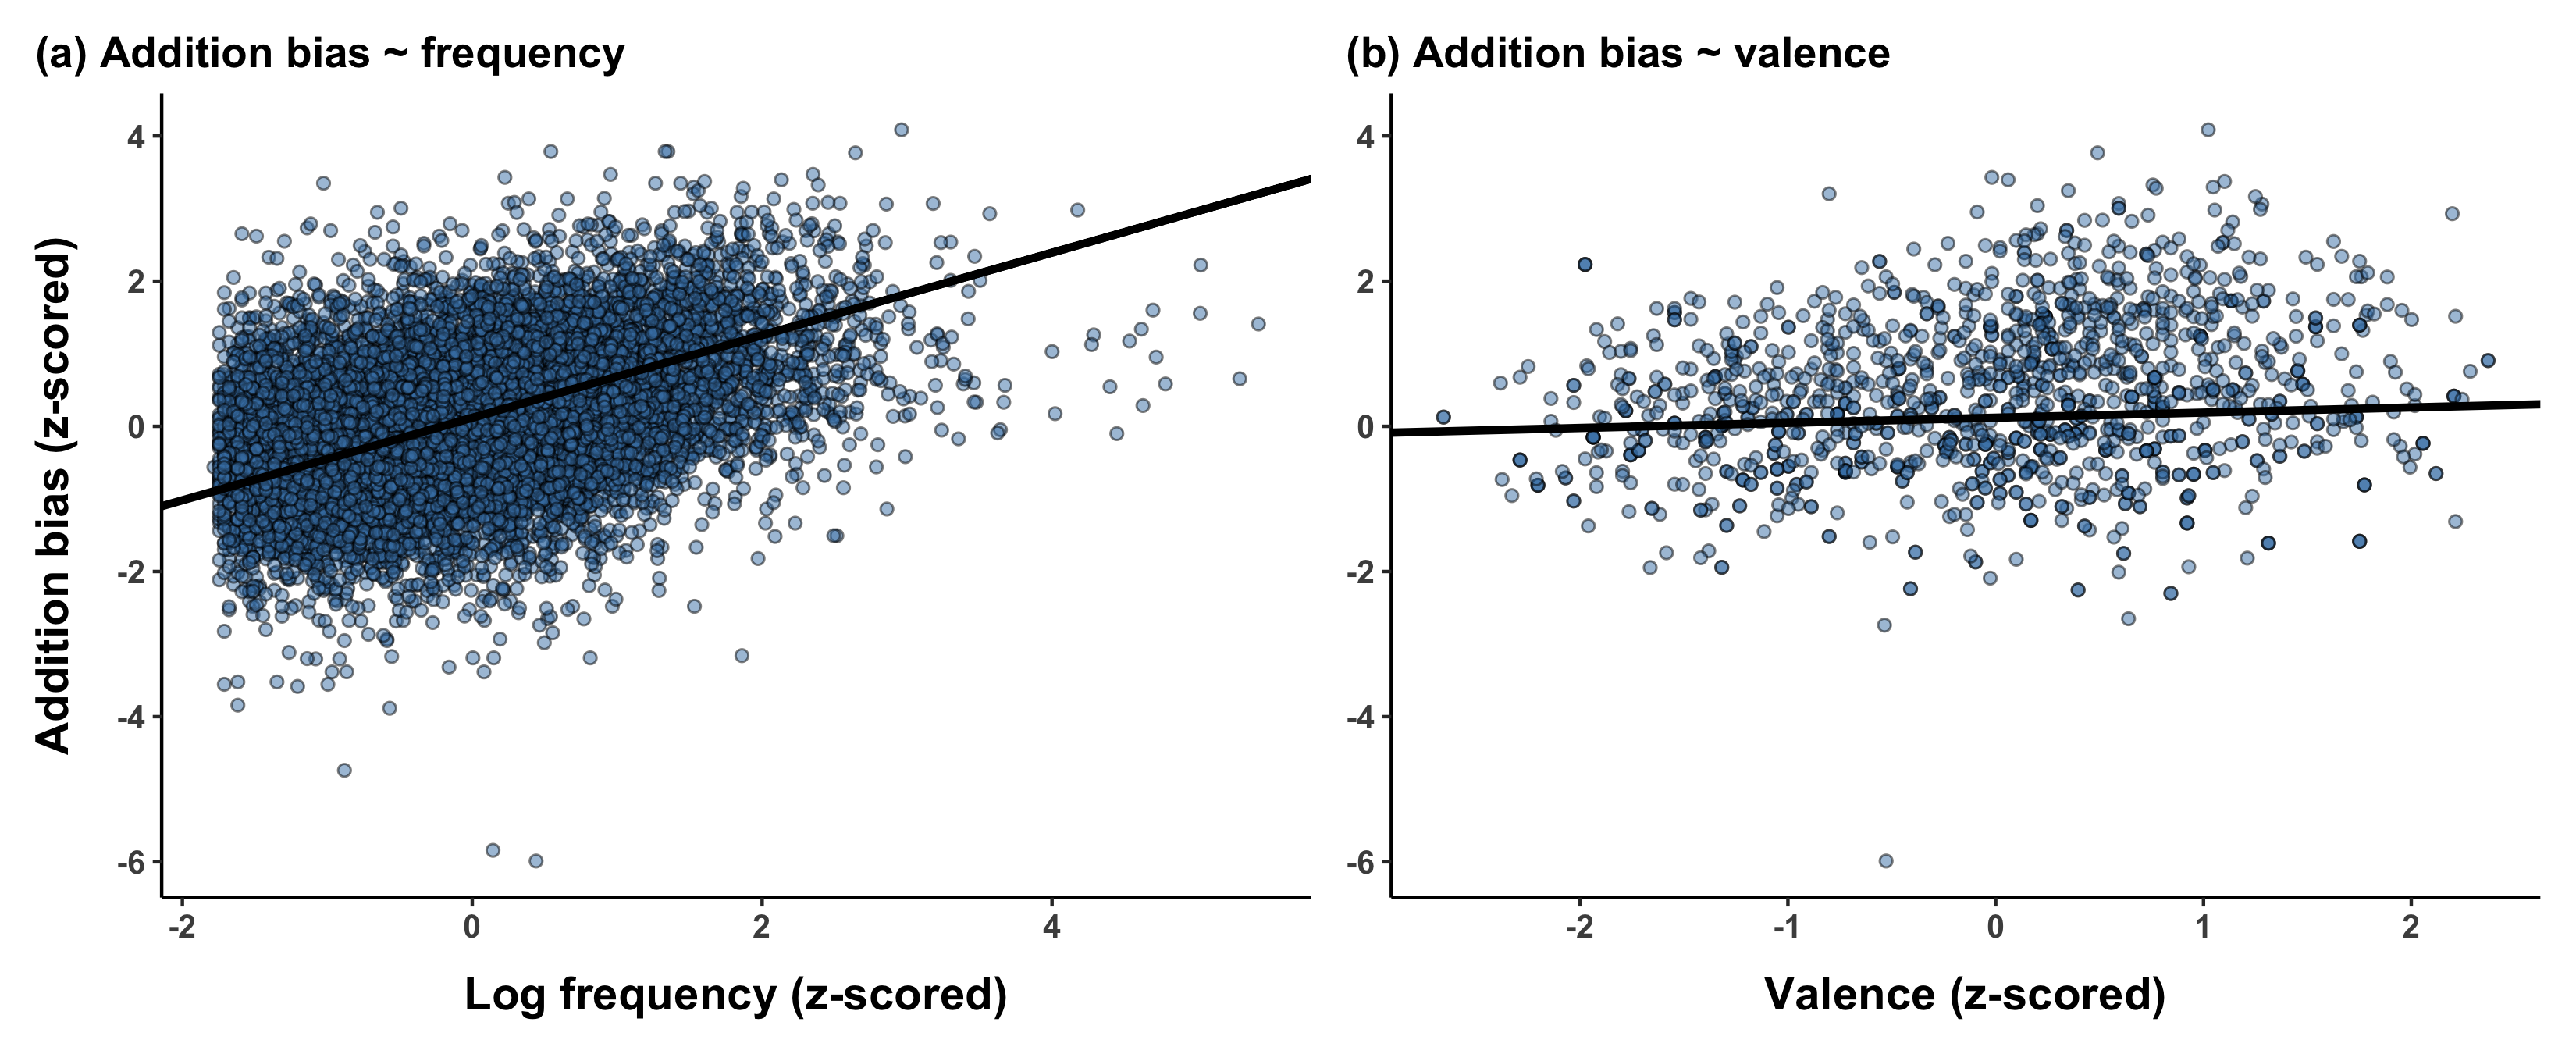 (a) Addition bias ~ frequency
Addition bias (z-scored)
4
2
0
-2
-4
-6
-2 0 2 4
Log frequency (z-scored)
(b) Addition bias ~ valence
4
2
0
-2
-4
-6
-2 -1 0 1 2
Valence (z-scored)